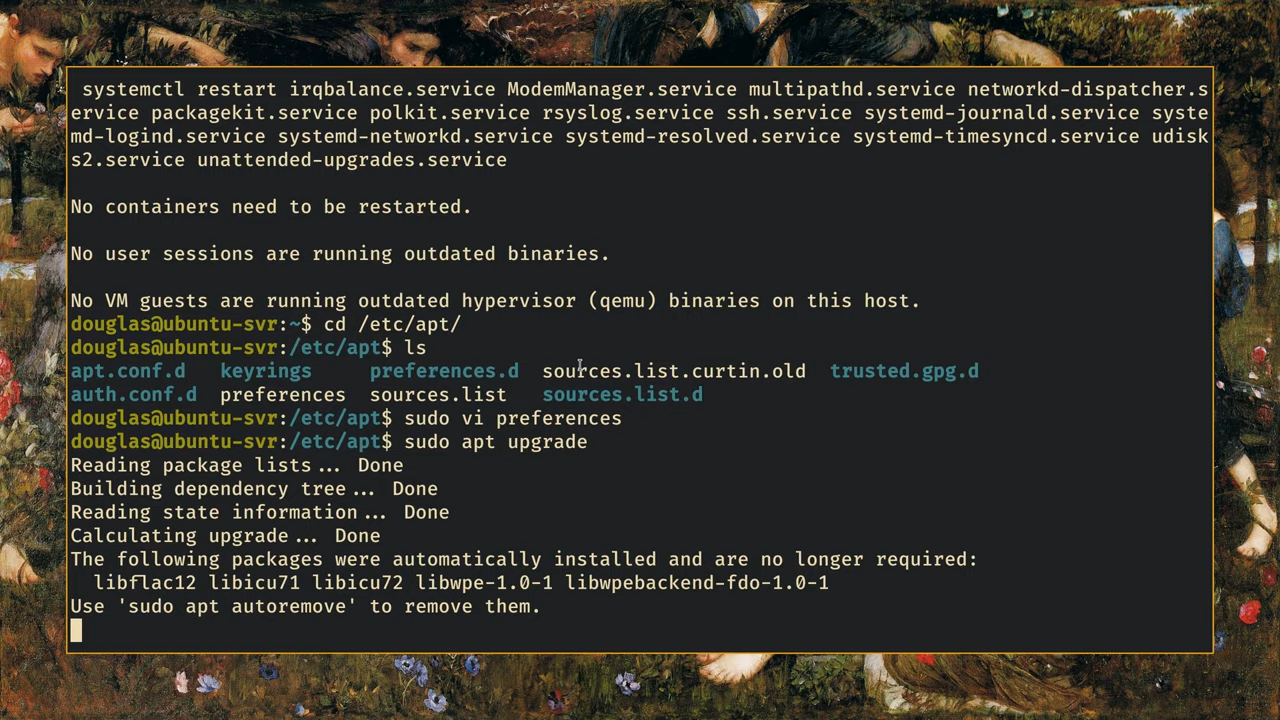 systemctl restart irqbalance.service ModemManager.service multipathd.service networkd-dispatcher.s
ervice packagekit.service polkit.service rsyslog.service ssh.service systemd-journald.service syste
md-logind.service systemd-networkd.service systemd-resolved.service systemd-timesyncd.service udisk
s2.service unattended-upgrades.service
No containers need to be restarted.
No user sessions are running outdated binaries.
No VM guests are running outdated hypervisor (qemu) binaries on this host.
douglas@ubuntu-svr:~$ cd /etc/apt/
douglas@ubuntu-svr:/etc/apt$ ls
apt.conf.d   keyrings     preferences.d  sources.list.curtin.old  trusted.gpg.d
auth.conf.d  preferences  sources.list   sources.list.d
douglas@ubuntu-svr:/etc/apt$ sudo vi preferences
douglas@ubuntu-svr:/etc/apt$ sudo apt upgrade
Reading package lists... Done
Building dependency tree... Done
Reading state information... Done
Calculating upgrade... Done
The following packages were automatically installed and are no longer required:
  libflac12 libicu71 libicu72 libwpe-1.0-1 libwpebackend-fdo-1.0-1
Use 'sudo apt autoremove' to remove them.